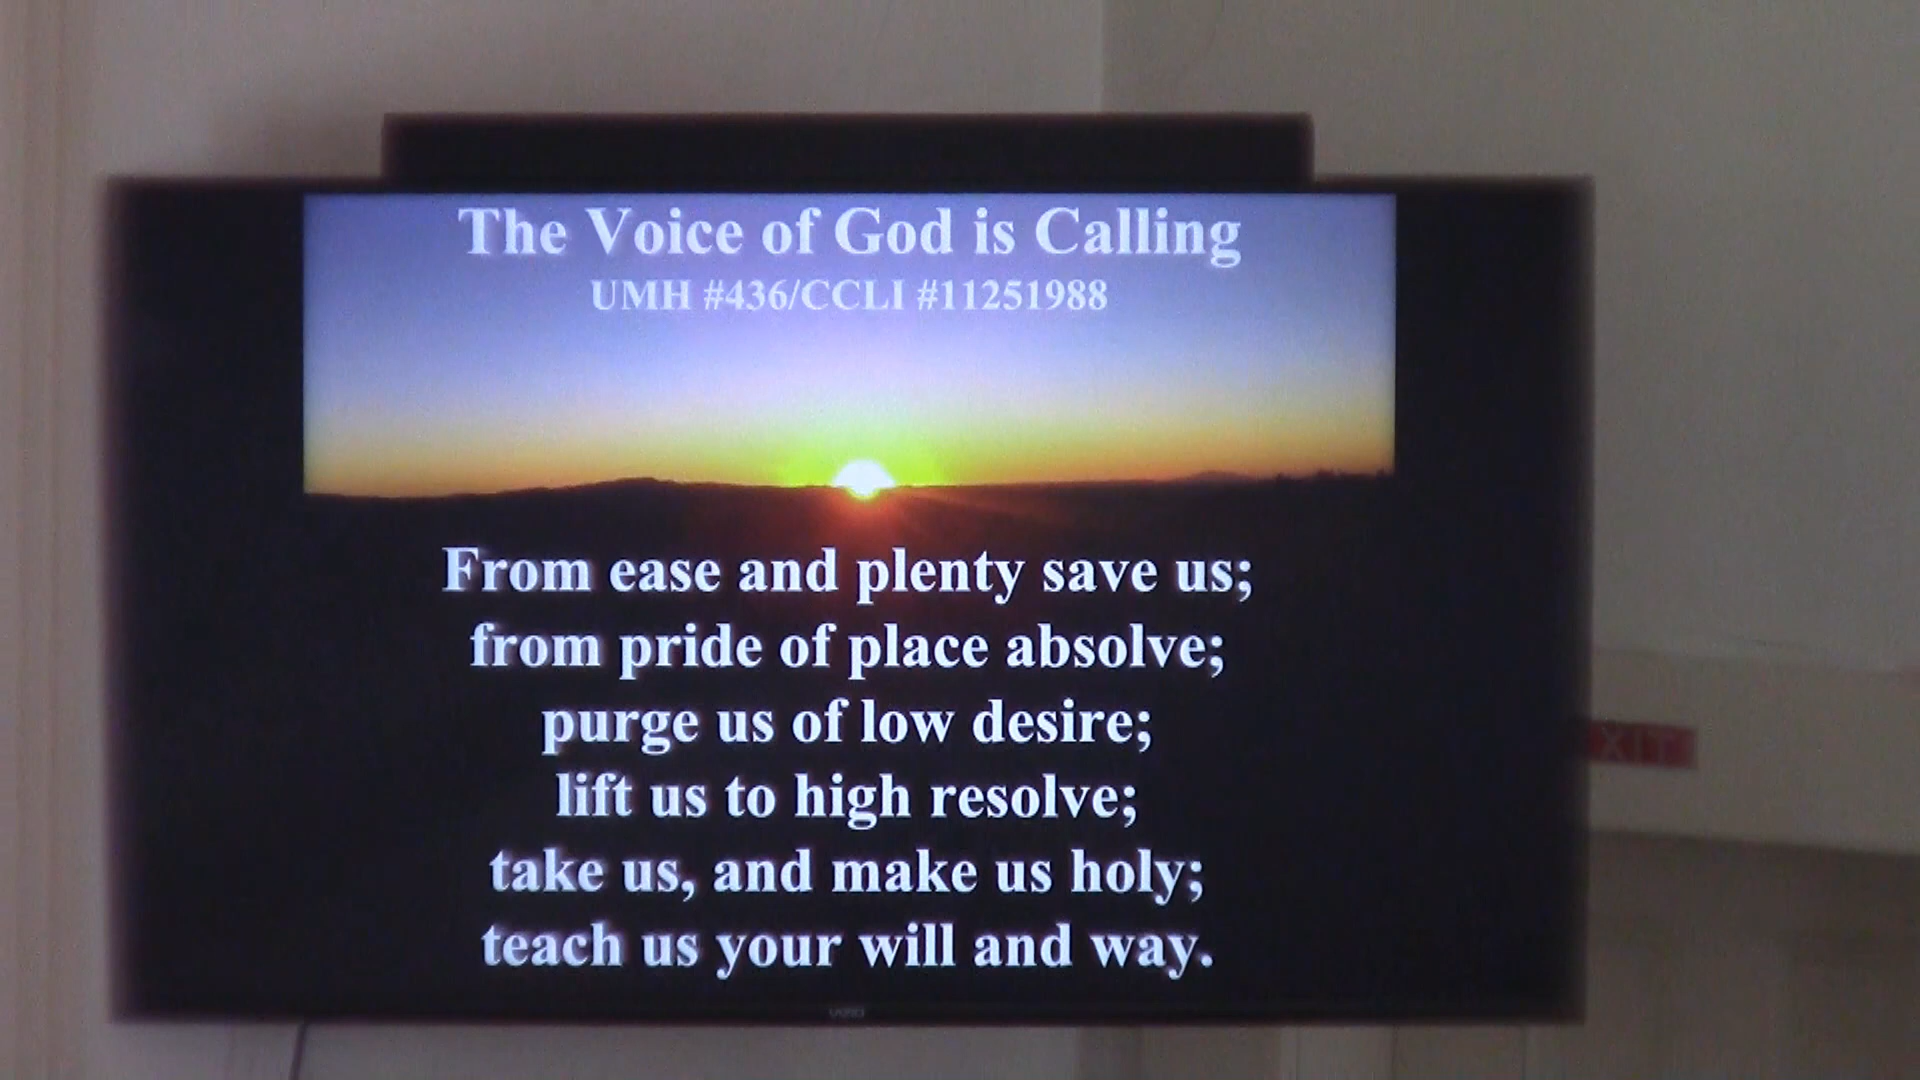 The Voice of God is Calling
UMH #436/CCLI #11251988
From ease and plenty save us;
from pride of place absolve;
purge us of low desire;
lift us to high resolve;
take us, and make us holy;
teach us your will and way.
EXIT